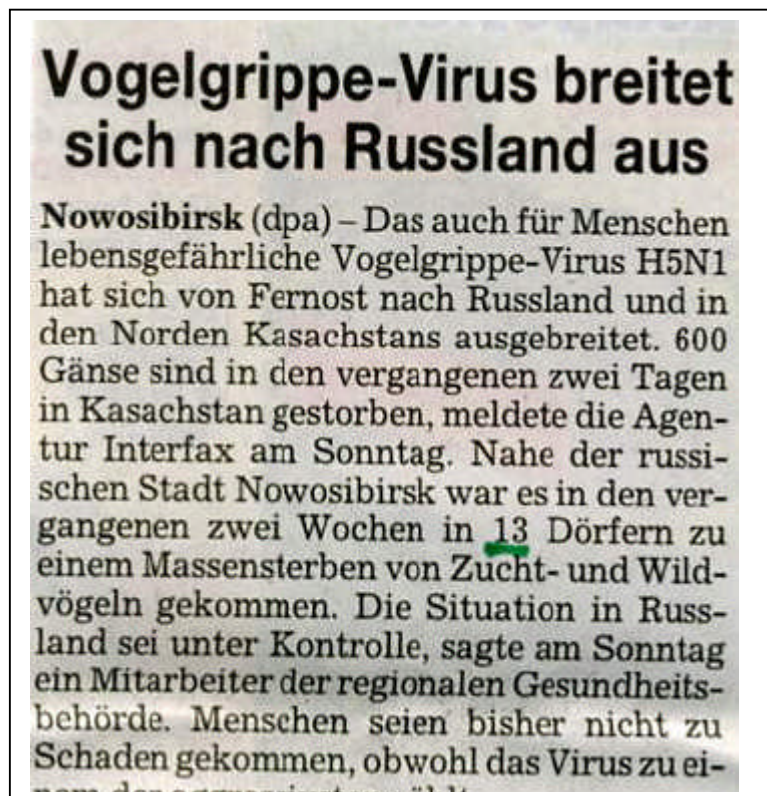 Vogelgrippe-Virus breitet
sich nach Russland aus
Nowosibirsk (dpa) – Das auch für Menschen
lebensgefährliche Vogelgrippe-Virus H5N1
hat sich von Fernost nach Russland und in
den Norden Kasachstans ausgebreitet. 600
Gänse sind in den vergangenen zwei Tagen
in Kasachstan gestorben, meldete die Agen-
tur Interfax am Sonntag. Nahe der russi-
schen Stadt Nowosibirsk war es in den ver-
gangenen zwei Wochen in 13 Dörfern zu
einem Massensterben von Zucht- und Wild-
vögeln gekommen. Die Situation in Russ-
land sei unter Kontrolle, sagte am Sonntag
ein Mitarbeiter der regionalen Gesundheits-
behörde. Menschen seien bisher nicht zu
Schaden gekommen, obwohl das Virus zu ei-